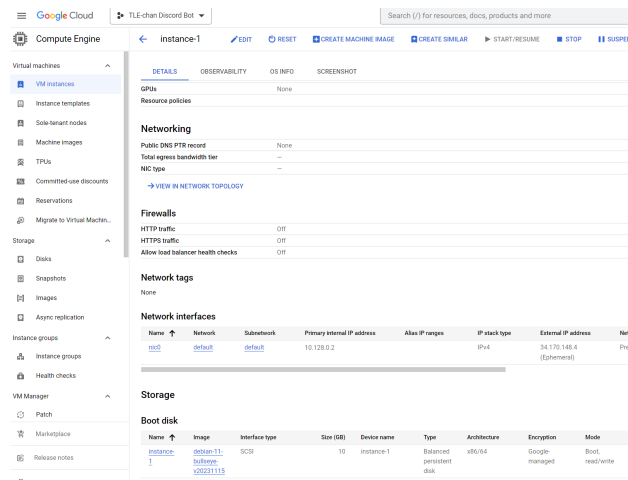 Google Cloud
TLE-chan Discord Bot
Search (/) for resources, docs, products and more
Compute Engine
instance-1
EDIT
RESET
CREATE MACHINE IMAGE
CREATE SIMILAR
START/RESUME
STOP
SUSPE
Virtual machines
VM instances
Instance templates
Sole-tenant nodes
Machine images
TPUs
Committed-use discounts
Reservations
Migrate to Virtual Machin...
Storage
Disks
Snapshots
Images
Async replication
Instance groups
Instance groups
Health checks
VM Manager
Patch
Marketplace
Release notes
DETAILS OBSERVABILITY OS INFO SCREENSHOT
GPUs None
Resource policies
Networking
Public DNS PTR record None
Total egress bandwidth tier —
NIC type —
VIEW IN NETWORK TOPOLOGY
Firewalls
HTTP traffic Off
HTTPS traffic Off
Allow load balancer health checks Off
Network tags
None
Network interfaces
Name Network Subnetwork Primary internal IP address Alias IP ranges IP stack type External IP address Net
nic0 default default 10.128.0.2 IPv4 34.170.148.4 Pre
(Ephemeral)
Storage
Boot disk
Name Image Interface type Size (GB) Device name Type Architecture Encryption Mode
instance- debian-11- SCSI 10 instance-1 Balanced x86/64 Google- Boot,
1 bullseye- persistent managed read/write
v20231115 disk